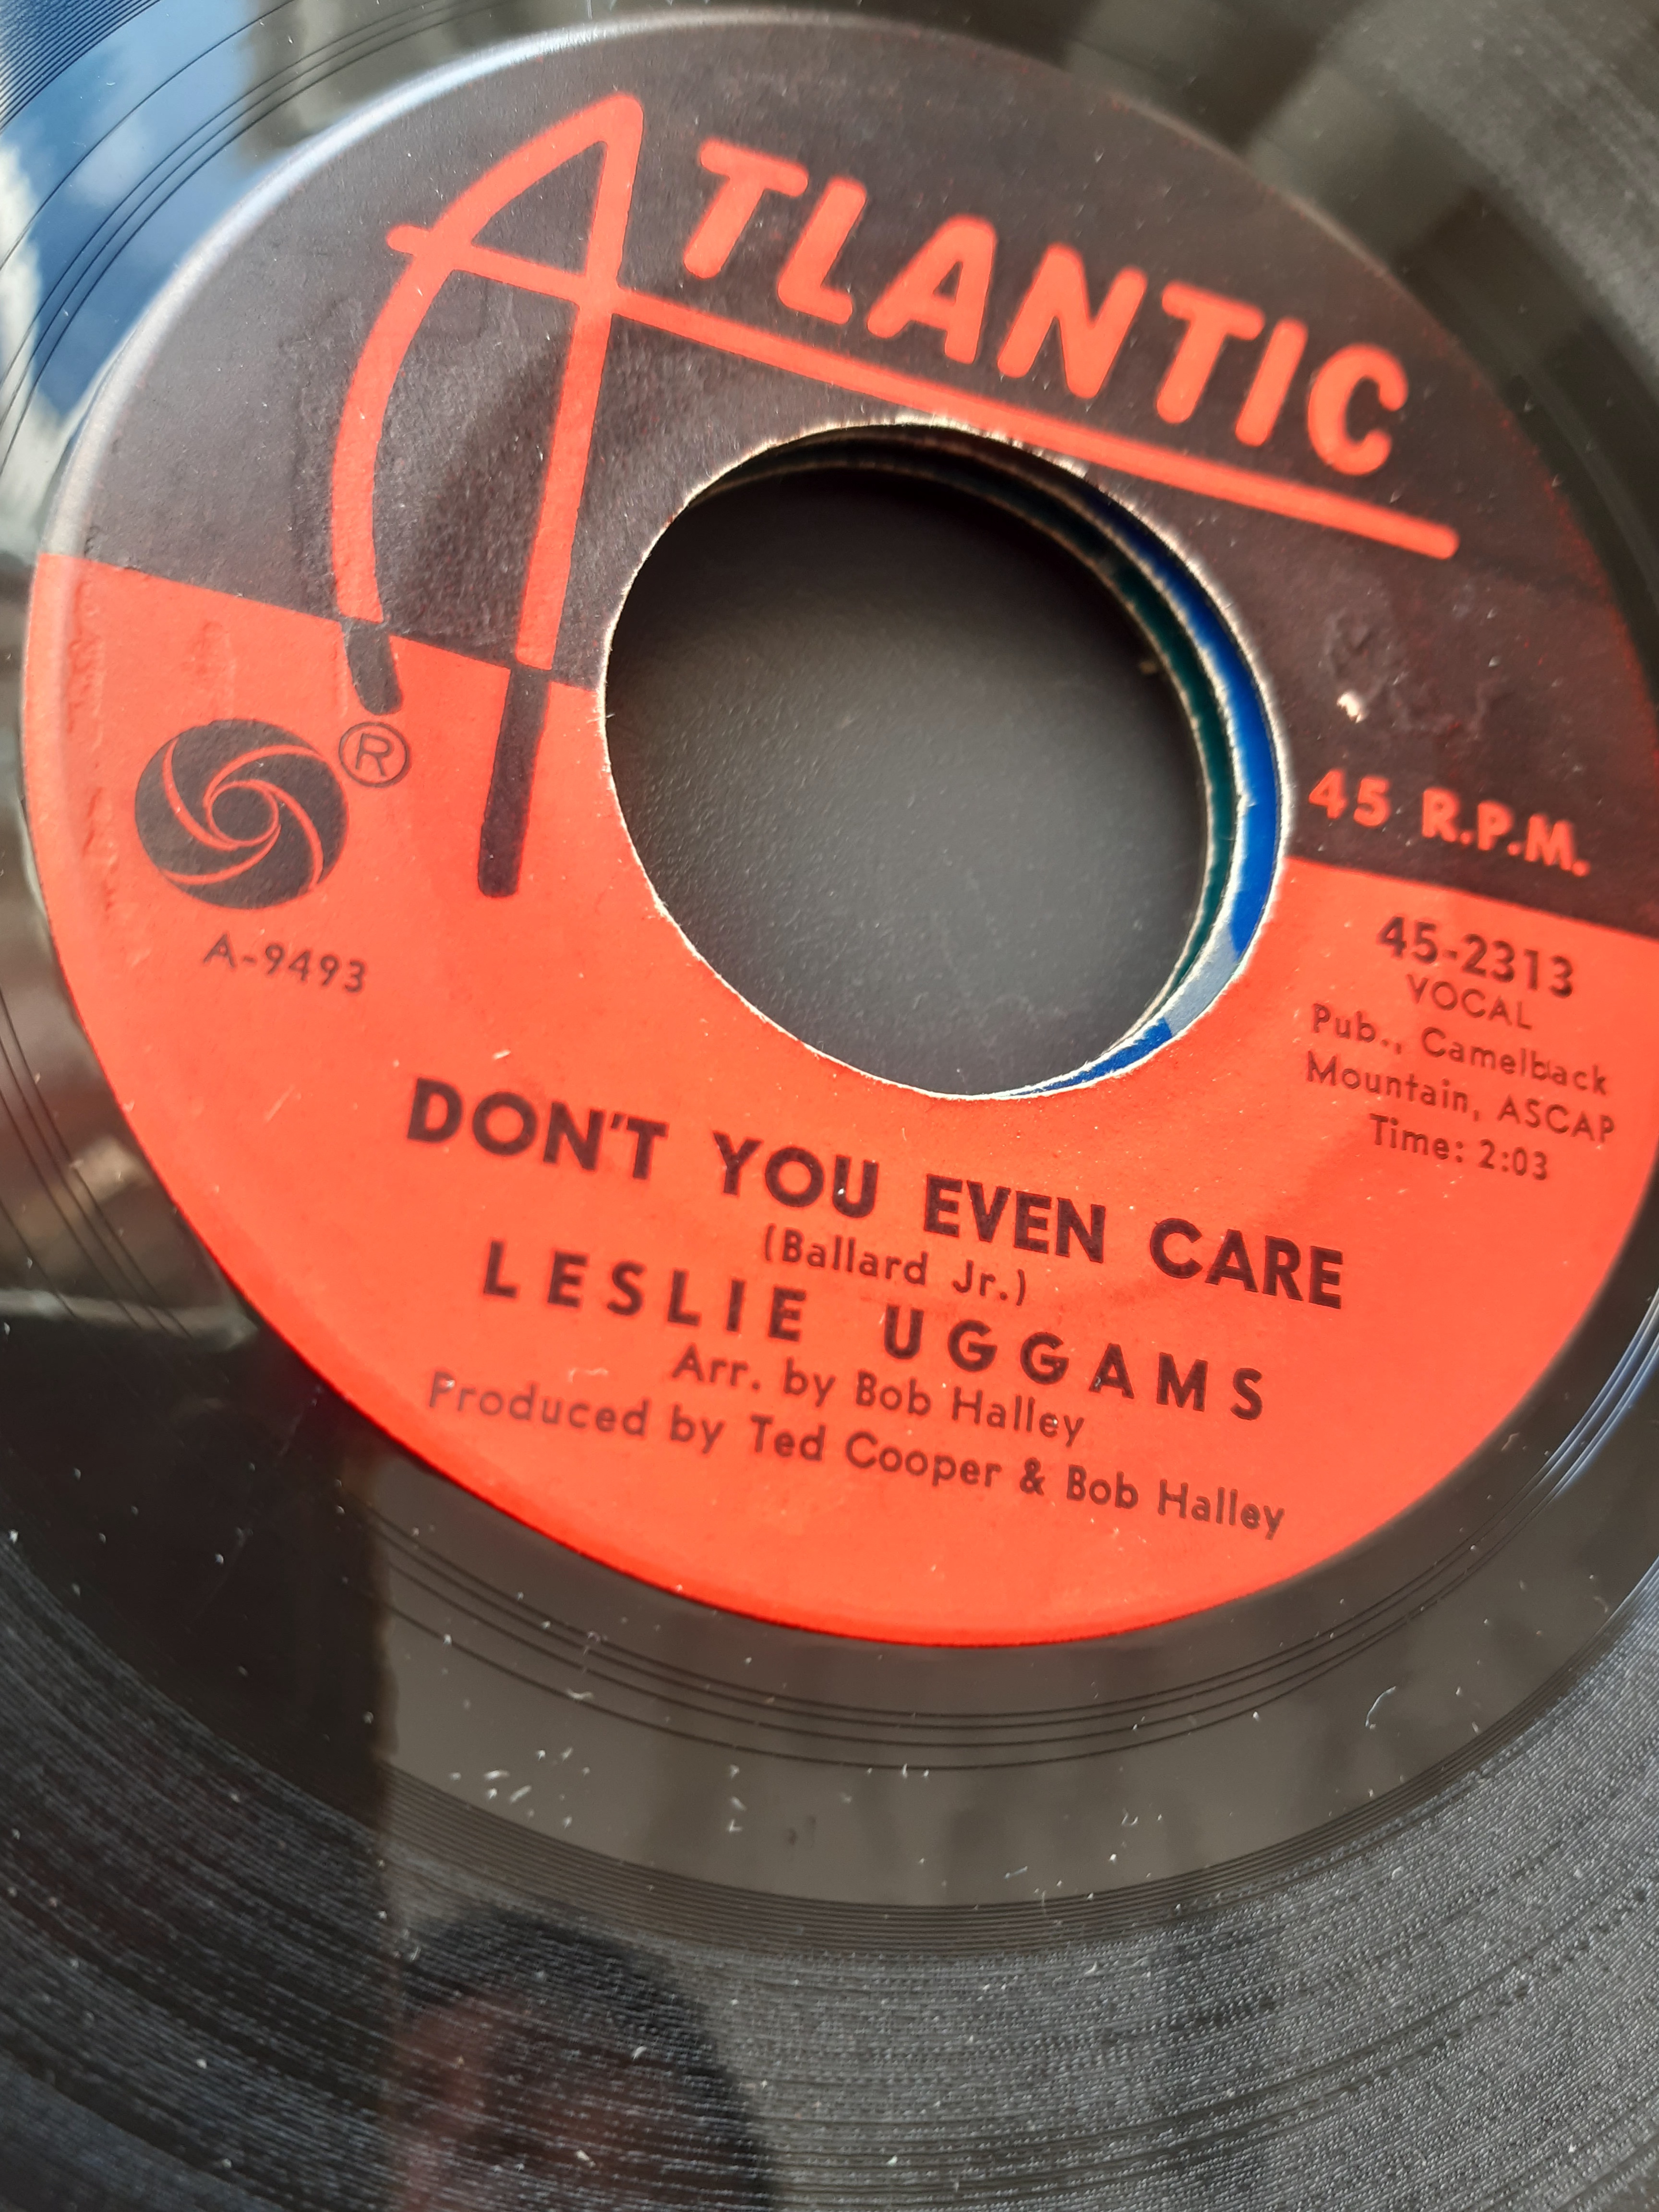 ATLANTIC
®
45 R.P.M.
A-9493
45-2313
VOCAL
Pub., Camelback
Mountain, ASCAP
Time: 2:03
DON'T YOU EVEN CARE
(Ballard Jr.)
LESLIE UGGAMS
Arr. by Bob Halley
Produced by Ted Cooper & Bob Halley